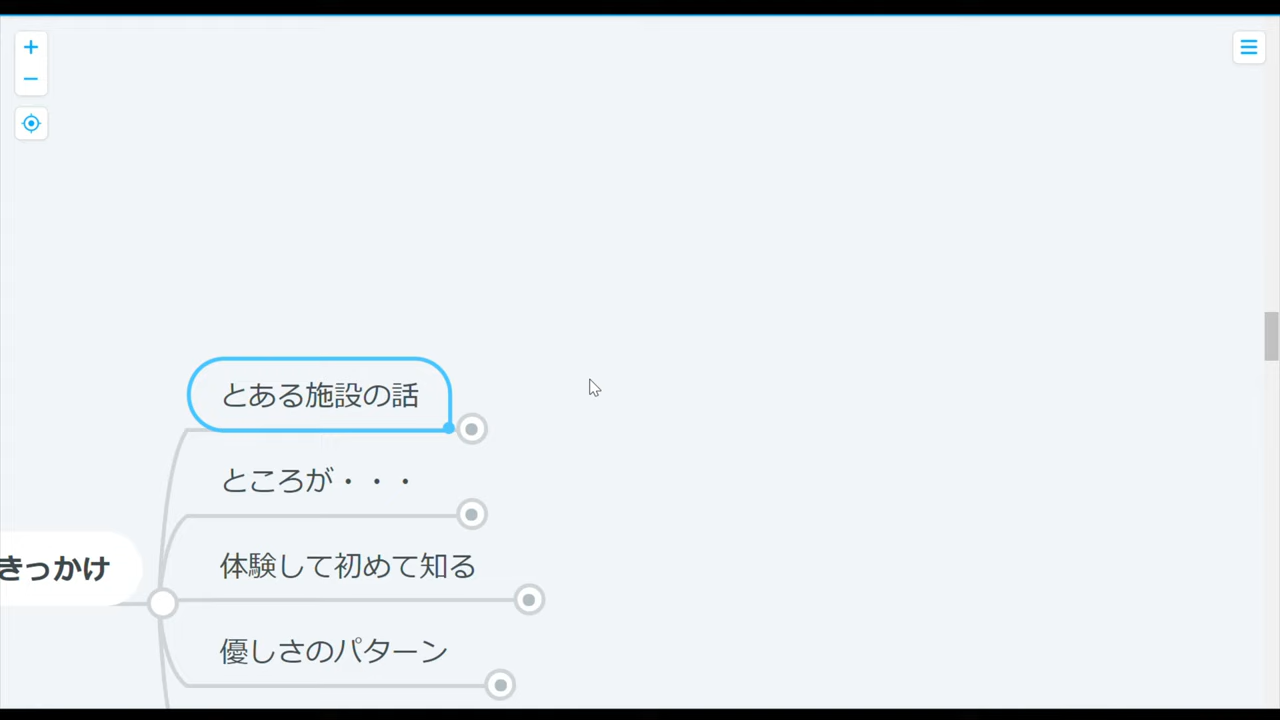 とある施設の話
ところが・・・
体験して初めて知る
きっかけ
優しさのパターン